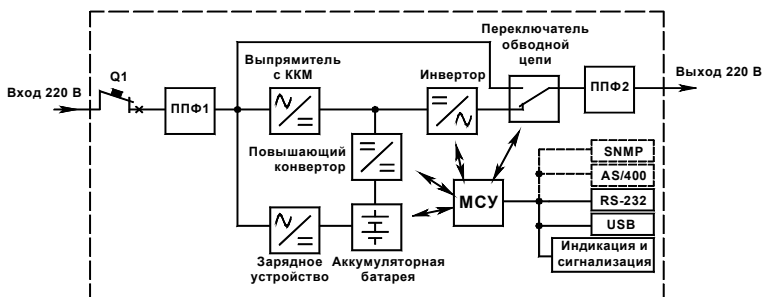 Переключатель
обводной
цепи
Q1
Выпрямитель
с ККМ
Инвертор
Вход 220 В
Выход 220 В
ППФ1
ППФ2
Повышающий
конвертор
МСУ
SNMP
AS/400
RS-232
USB
Индикация и
сигнализация
Зарядное
устройство
Аккумуляторная
батарея